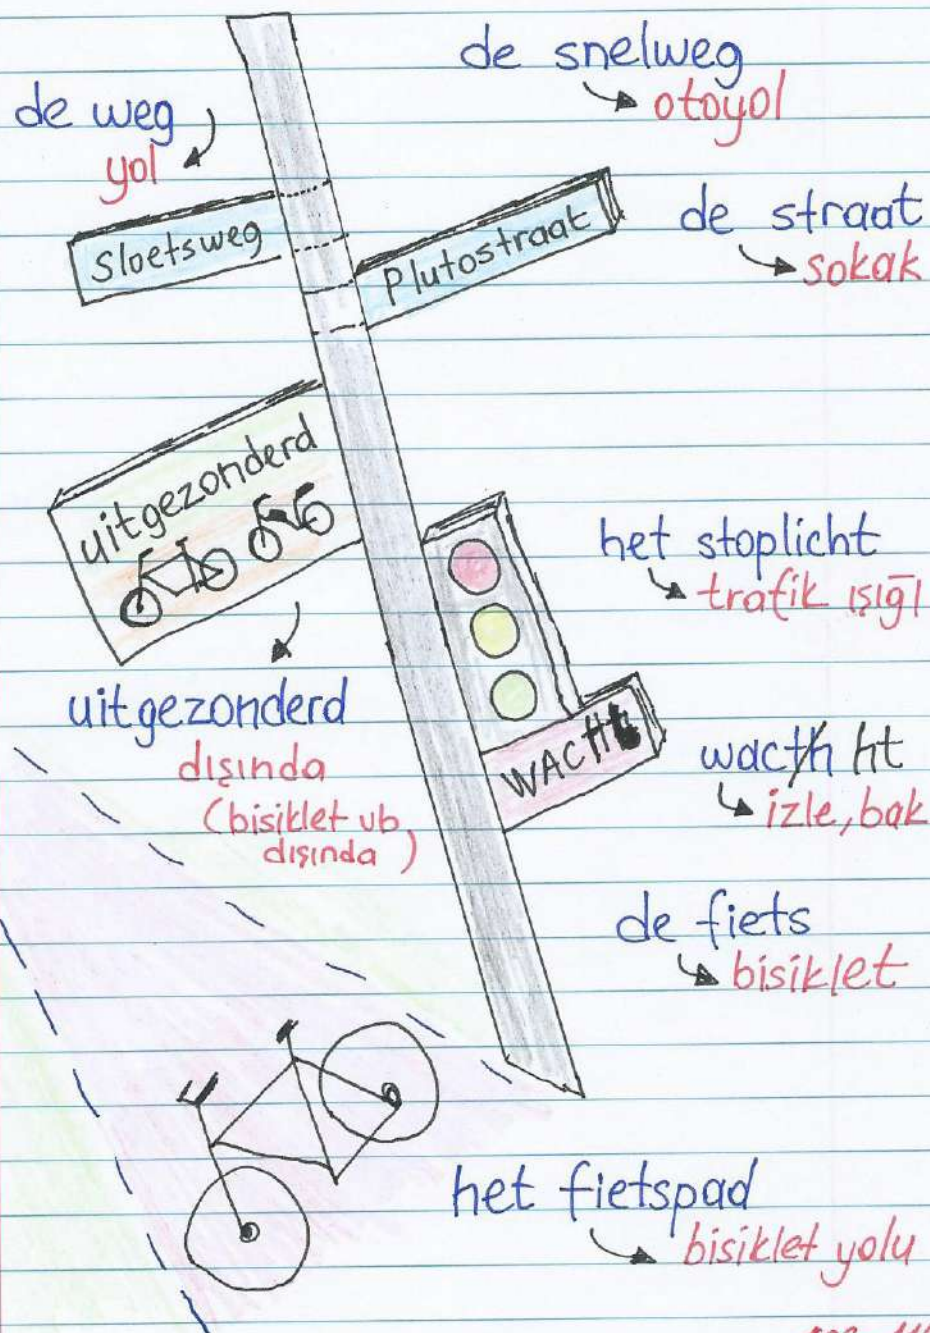 de snelweg
otoyol
de weg
yol
Sloetsweg
Plutostraat
de straat
sokak
uitgezonderd
het stoplicht
trafik ışığı
uitgezonderd
dışında
(bisiklet vb
dışında)
WACHt
wacth ht
izle, bak
de fiets
bisiklet
het fietspad
bisiklet yolu